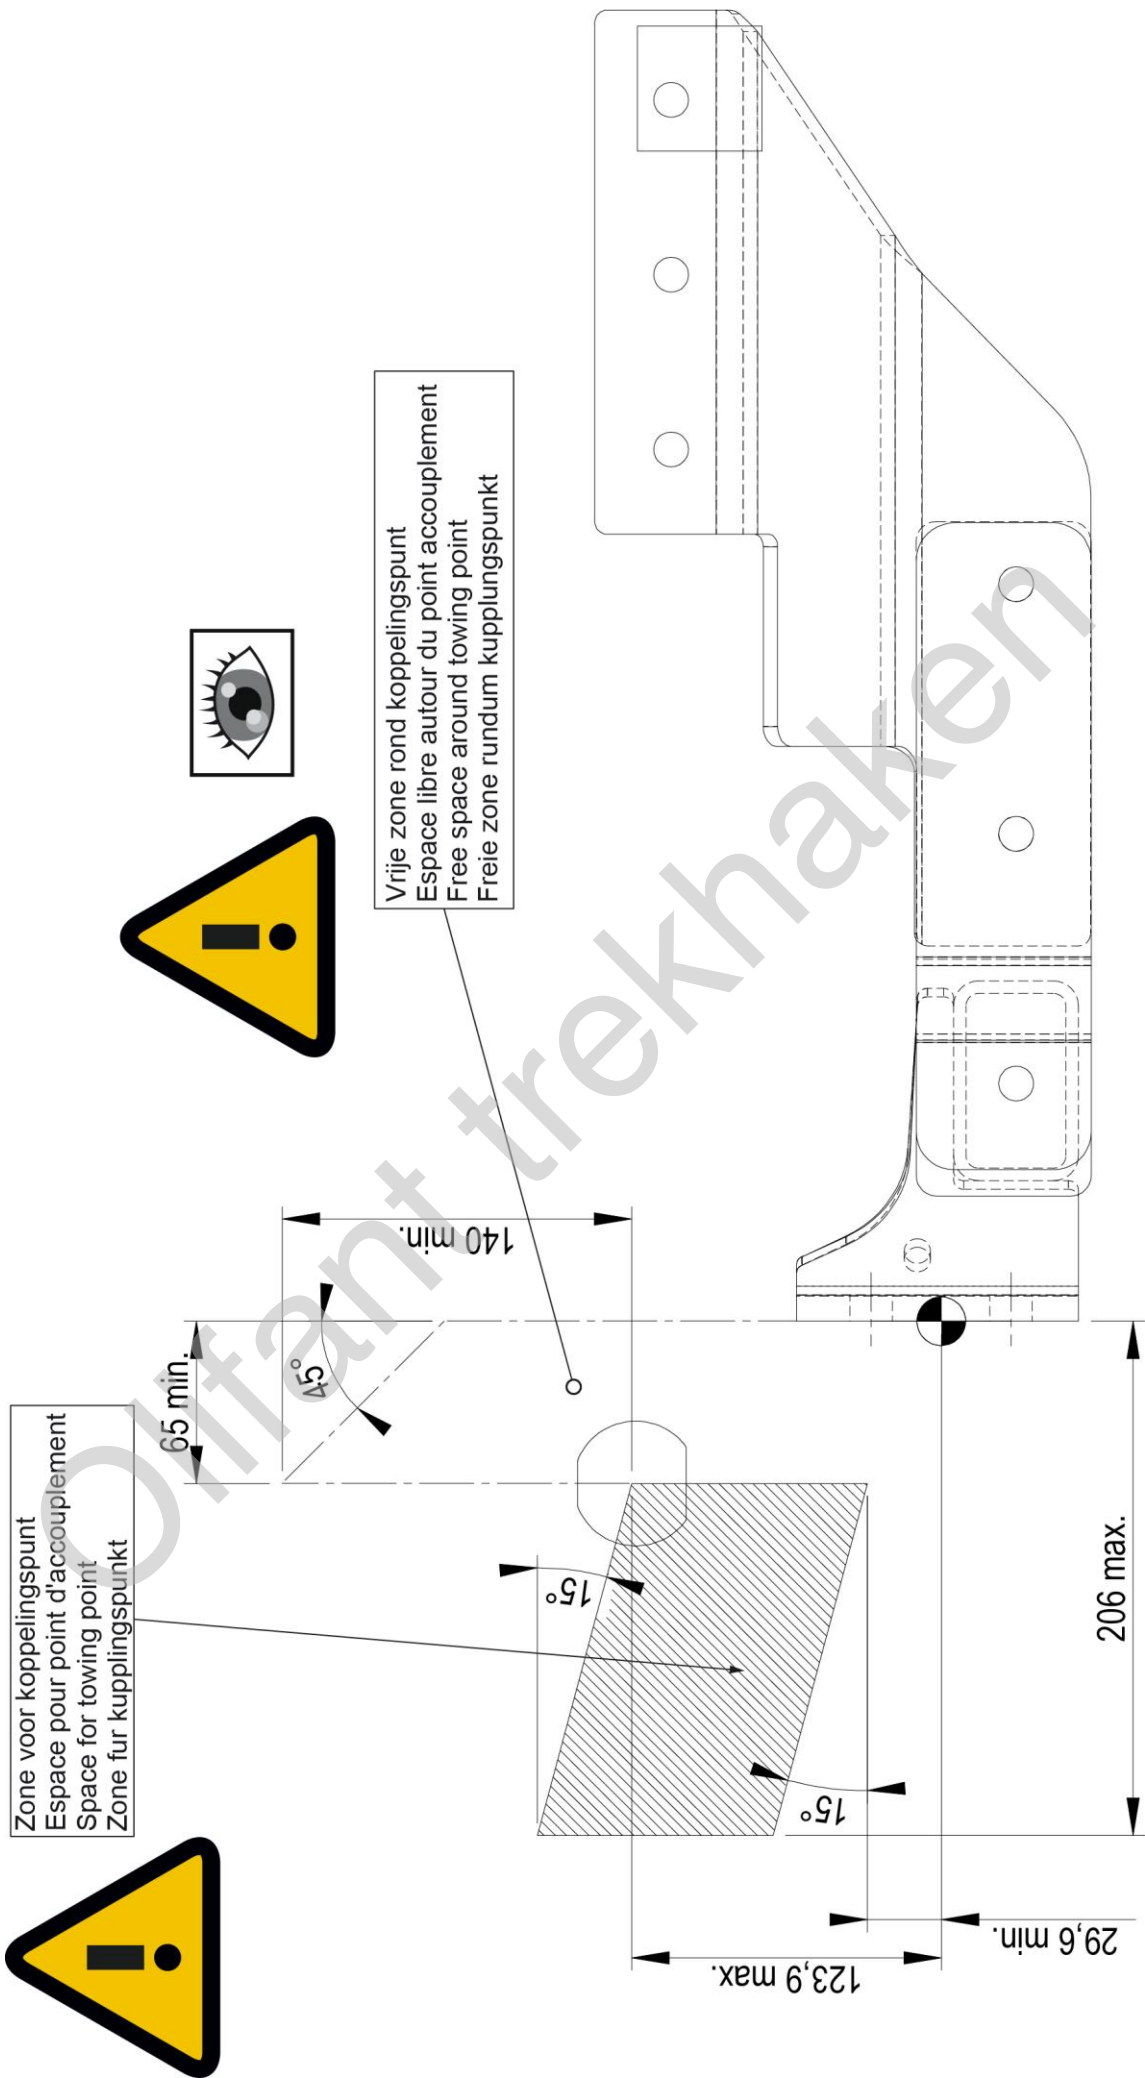 Zone voor koppelingspunt
Espace pour point d'accouplement
Space for towing point
Zone fur kupplingspunkt
Vrije zone rond koppelingspunt
Espace libre autour du point accouplement
Free space around towing point
Freie zone rundum kupplungspunkt
65 min.
45°
140 min.
15°
15°
123,9 max.
29,6 min.
206 max.
Olifant trekhaken